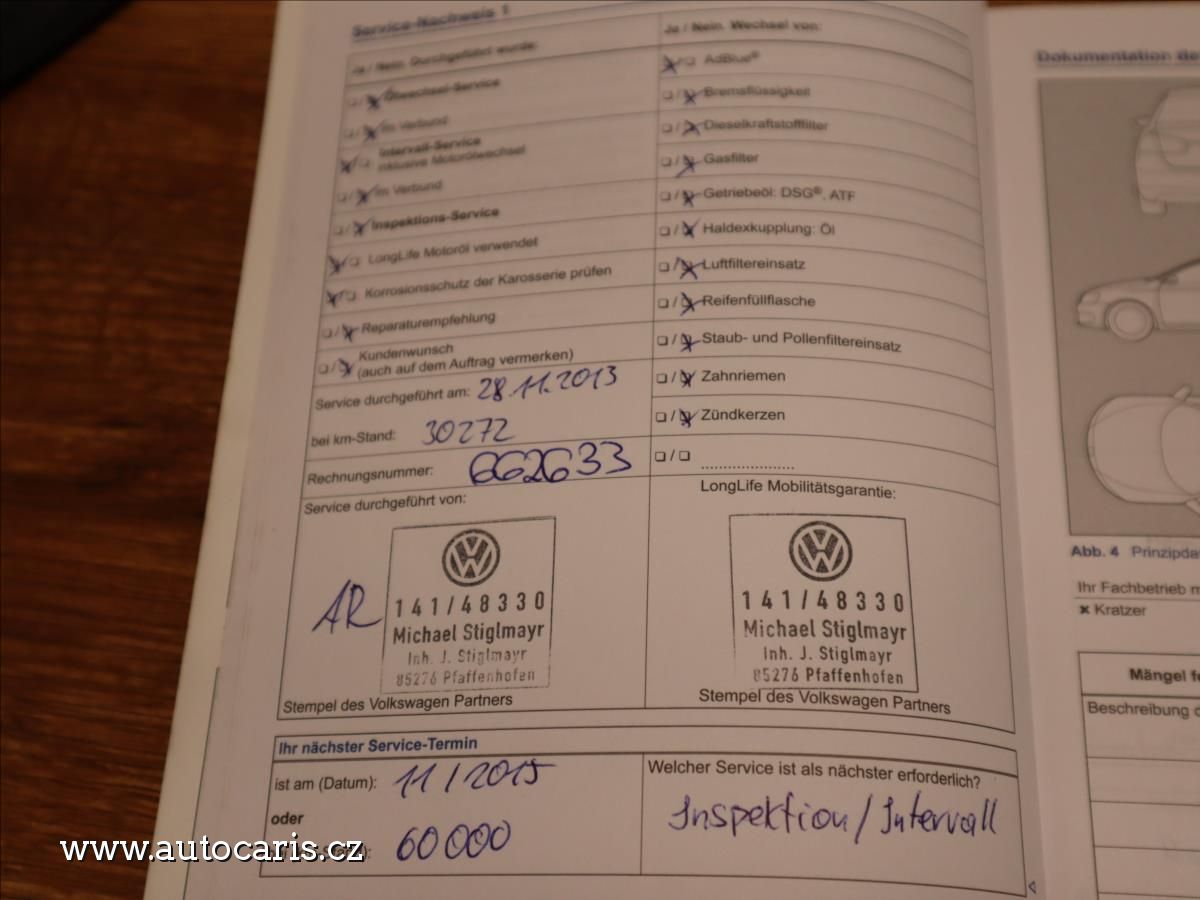 Service-Nachweis 1
Ja / Nein. Durchgeführt wurde:
Ölwechsel-Service
im Verbund
Intervall-Service
inklusive Motorölwechsel
im Verbund
Inspektions-Service
LongLife Motoröl verwendet
Korrosionsschutz der Karosserie prüfen
Reparaturempfehlung
Kundenwunsch
(auch auf dem Auftrag vermerken)
Service durchgeführt am: 28.11.2013
bei km-Stand: 30272
Rechnungsnummer: 662633
Ja / Nein. Wechsel von:
AdBlue®
Bremsflüssigkeit
Dieselkraftstofffilter
Gasfilter
Getriebeöl: DSG®, ATF
Haldexkupplung: Öl
Luftfiltereinsatz
Reifenfüllflasche
Staub- und Pollenfiltereinsatz
Zahnriemen
Zündkerzen
Service durchgeführt von:
AR
141/48330
Michael Stiglmayr
Inh. J. Stiglmayr
85276 Pfaffenhofen
Stempel des Volkswagen Partners
LongLife Mobilitätsgarantie:
141/48330
Michael Stiglmayr
Inh. J. Stiglmayr
85276 Pfaffenhofen
Stempel des Volkswagen Partners
Ihr nächster Service-Termin
ist am (Datum): 11/2015
oder
60000
Welcher Service ist als nächster erforderlich?
Inspektion/Intervall
Dokumentation de
Abb. 4 Prinzipda
Ihr Fachbetrieb m
× Kratzer
Mängel fe
Beschreibung d
www.autocaris.cz